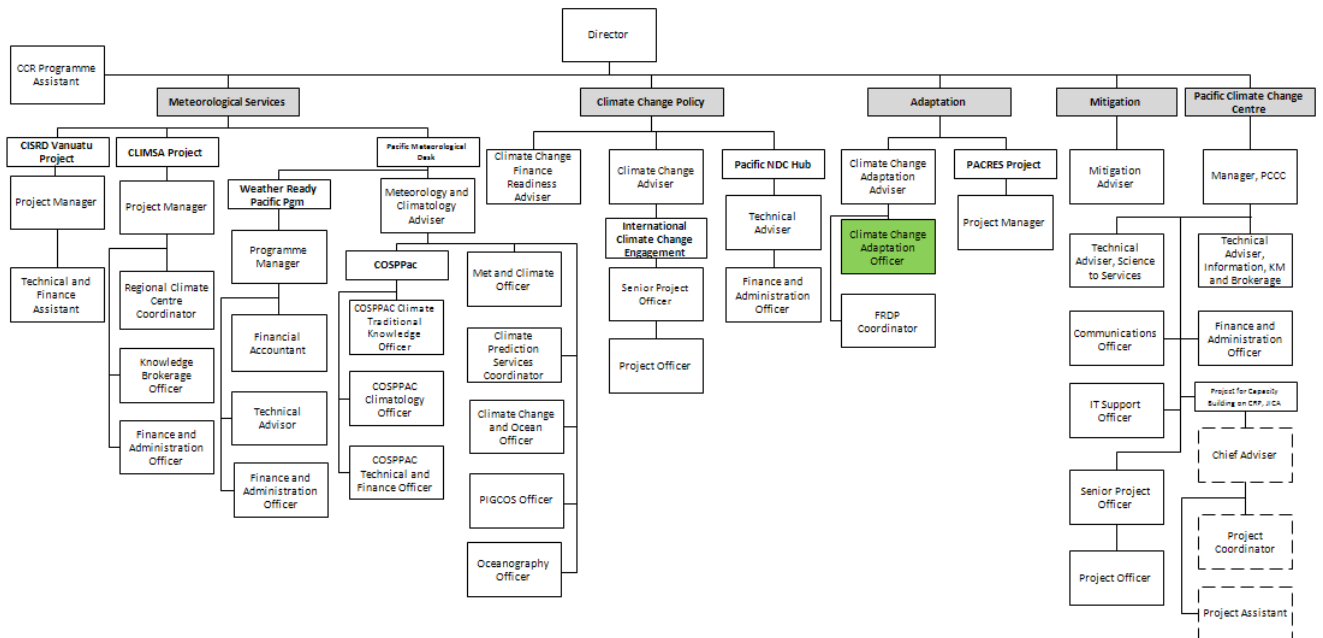 Director
CCR Programme
Assistant
Meteorological Services
Climate Change Policy
Adaptation
Mitigation
Pacific Climate Change
Centre
CISRD Vanuatu
Project
Project Manager
Technical and
Finance
Assistant
CLIMSA Project
Project Manager
Regional Climate
Centre
Coordinator
Knowledge
Brokerage
Officer
Finance and
Administration
Officer
Pacific Meteorological
Desk
Weather Ready
Pacific Pgm
Programme
Manager
Financial
Accountant
Technical
Advisor
Finance and
Administration
Officer
Meteorology and
Climatology
Adviser
COSPPac
COSPPAC Climate
Traditional
Knowledge
Officer
COSPPAC
Climatology
Officer
COSPPAC
Technical and
Finance Officer
Met and Climate
Officer
Climate
Prediction
Services
Coordinator
Climate Change
and Ocean
Officer
PIGCOS Officer
Oceanography
Officer
Climate Change
Finance
Readiness
Adviser
Climate Change
Adviser
International
Climate Change
Engagement
Senior Project
Officer
Project Officer
Pacific NDC Hub
Technical
Adviser
Finance and
Administration
Officer
Climate Change
Adaptation
Adviser
Climate Change
Adaptation
Officer
FRDP
Coordinator
PACRES Project
Project Manager
Mitigation
Adviser
Manager, PCCC
Technical
Adviser, Science
to Services
Technical
Adviser,
Information, KM
and Brokerage
Communications
Officer
Finance and
Administration
Officer
IT Support
Officer
Project for Capacity
Building on CRP, JICA
Chief Adviser
Senior Project
Officer
Project
Coordinator
Project Officer
Project Assistant